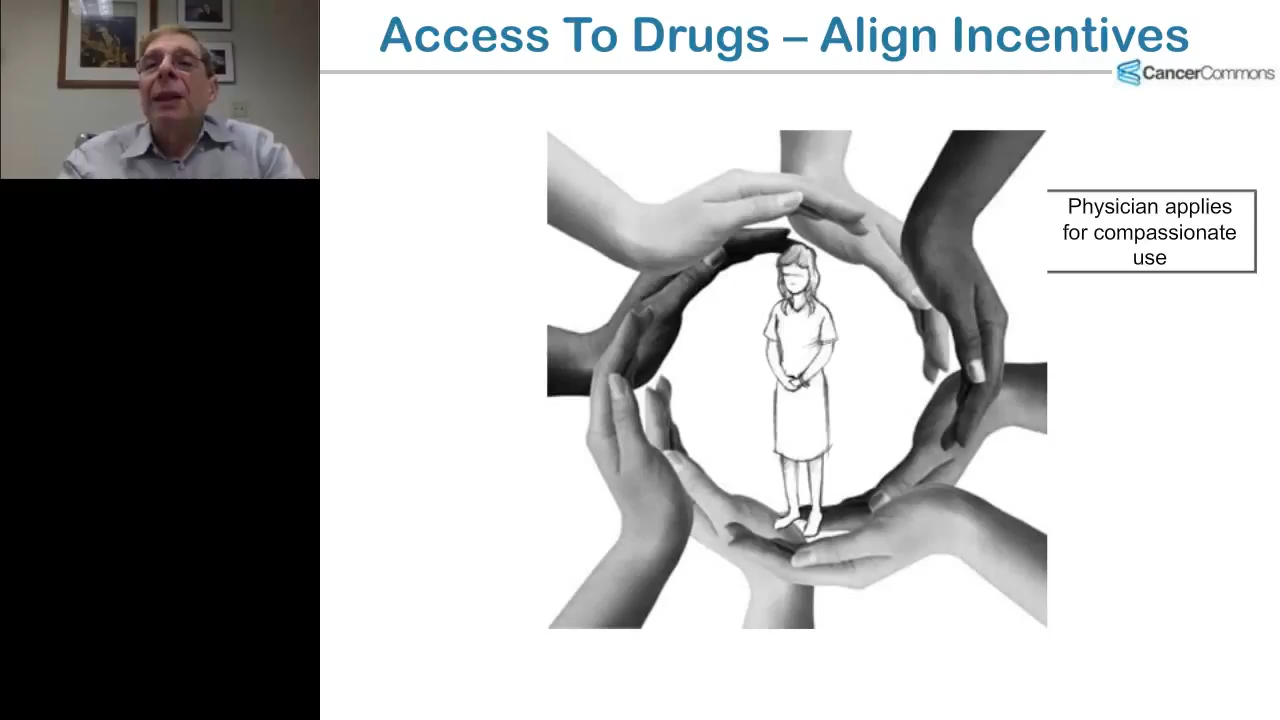 Access To Drugs – Align Incentives
CancerCommons
Physician applies
for compassionate
use